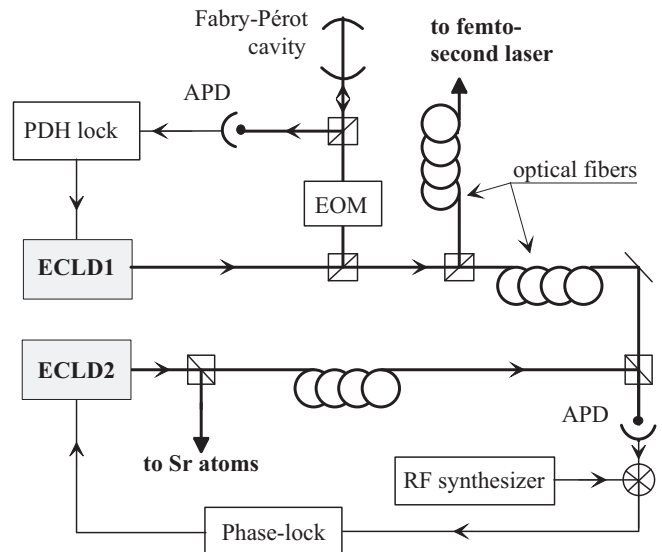 Fabry-Pérot
cavity
to femto-
second laser
APD
PDH lock
optical fibers
EOM
ECLD1
ECLD2
APD
to Sr atoms
RF synthesizer
Phase-lock